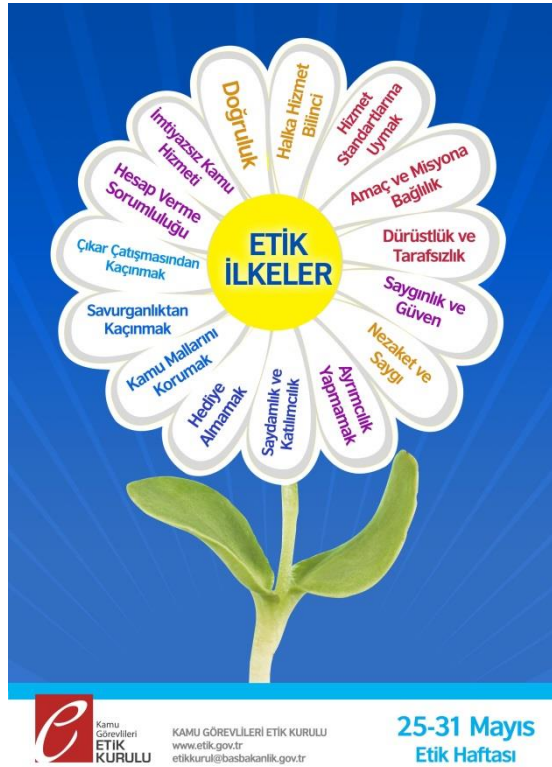 ETİK
İLKELER
Doğruluk
Halka Hizmet
Bilinci
Hizmet
Standartlarına
Uymak
Amaç ve Misyona
Bağlılık
Dürüstlük ve
Tarafsızlık
Saygınlık ve
Güven
Nezaket ve
Saygı
Ayrımcılık
Yapmamak
Saydamlık ve
Katılımcılık
Hediye
Almamak
Kamu Mallarını
Korumak
Savurganlıktan
Kaçınmak
Çıkar Çatışmasından
Kaçınmak
Hesap Verme
Sorumluluğu
İmtiyazsız Kamu
Hizmeti
e
Kamu
Görevlileri
ETİK
KURULU
KAMU GÖREVLİLERİ ETİK KURULU
www.etik.gov.tr
etikkurul@basbakanlik.gov.tr
25-31 Mayıs
Etik Haftası